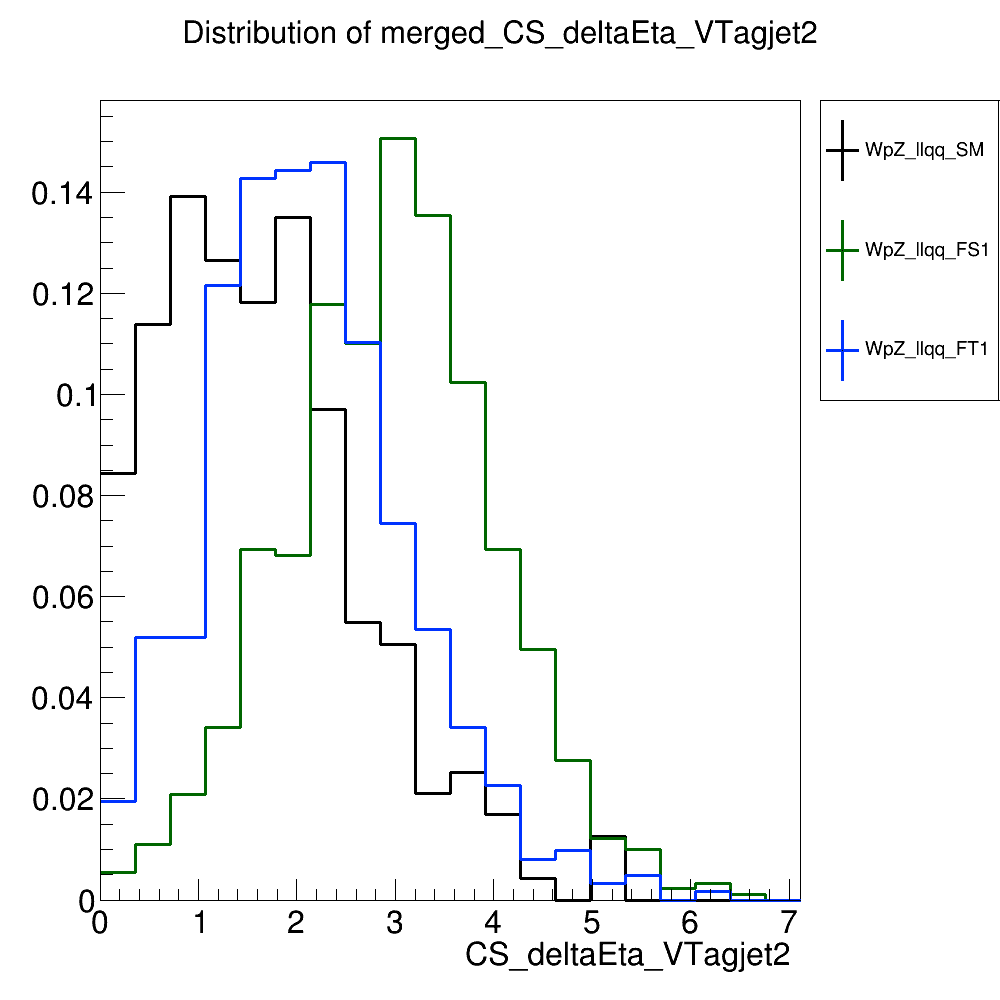 Distribution of merged_CS_deltaEta_VTagjet2
WpZ_llqq_SM
WpZ_llqq_FS1
WpZ_llqq_FT1
0.14
0.12
0.1
0.08
0.06
0.04
0.02
0
0 1 2 3 4 5 6 7
CS_deltaEta_VTagjet2